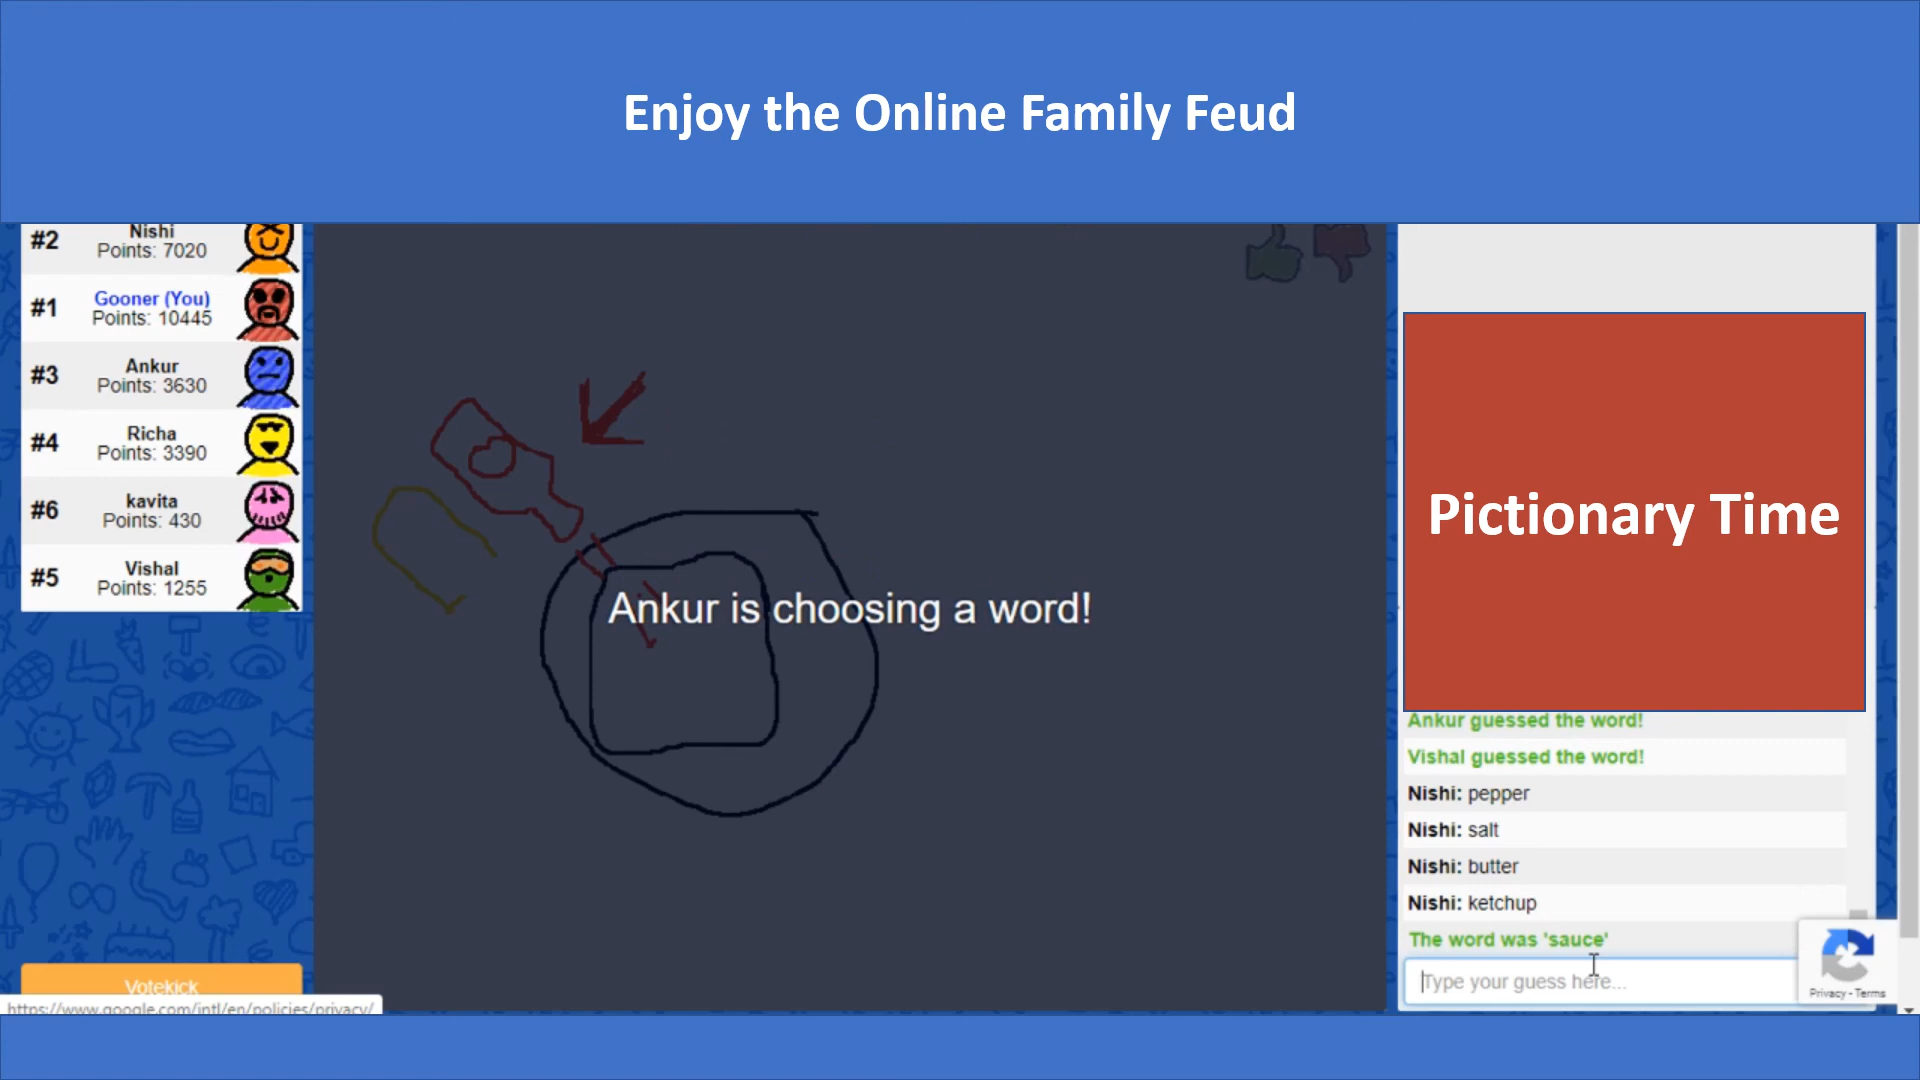 Enjoy the Online Family Feud
#2
Nishi
Points: 7020
#1
Gooner (You)
Points: 10445
#3
Ankur
Points: 3630
#4
Richa
Points: 3390
#6
kavita
Points: 430
#5
Vishal
Points: 1255
Votekick
https://www.google.com/intl/en/policies/privacy/
Ankur is choosing a word!
Pictionary Time
Ankur guessed the word!
Vishal guessed the word!
Nishi: pepper
Nishi: salt
Nishi: butter
Nishi: ketchup
The word was 'sauce'
Type your guess here...
Privacy - Terms